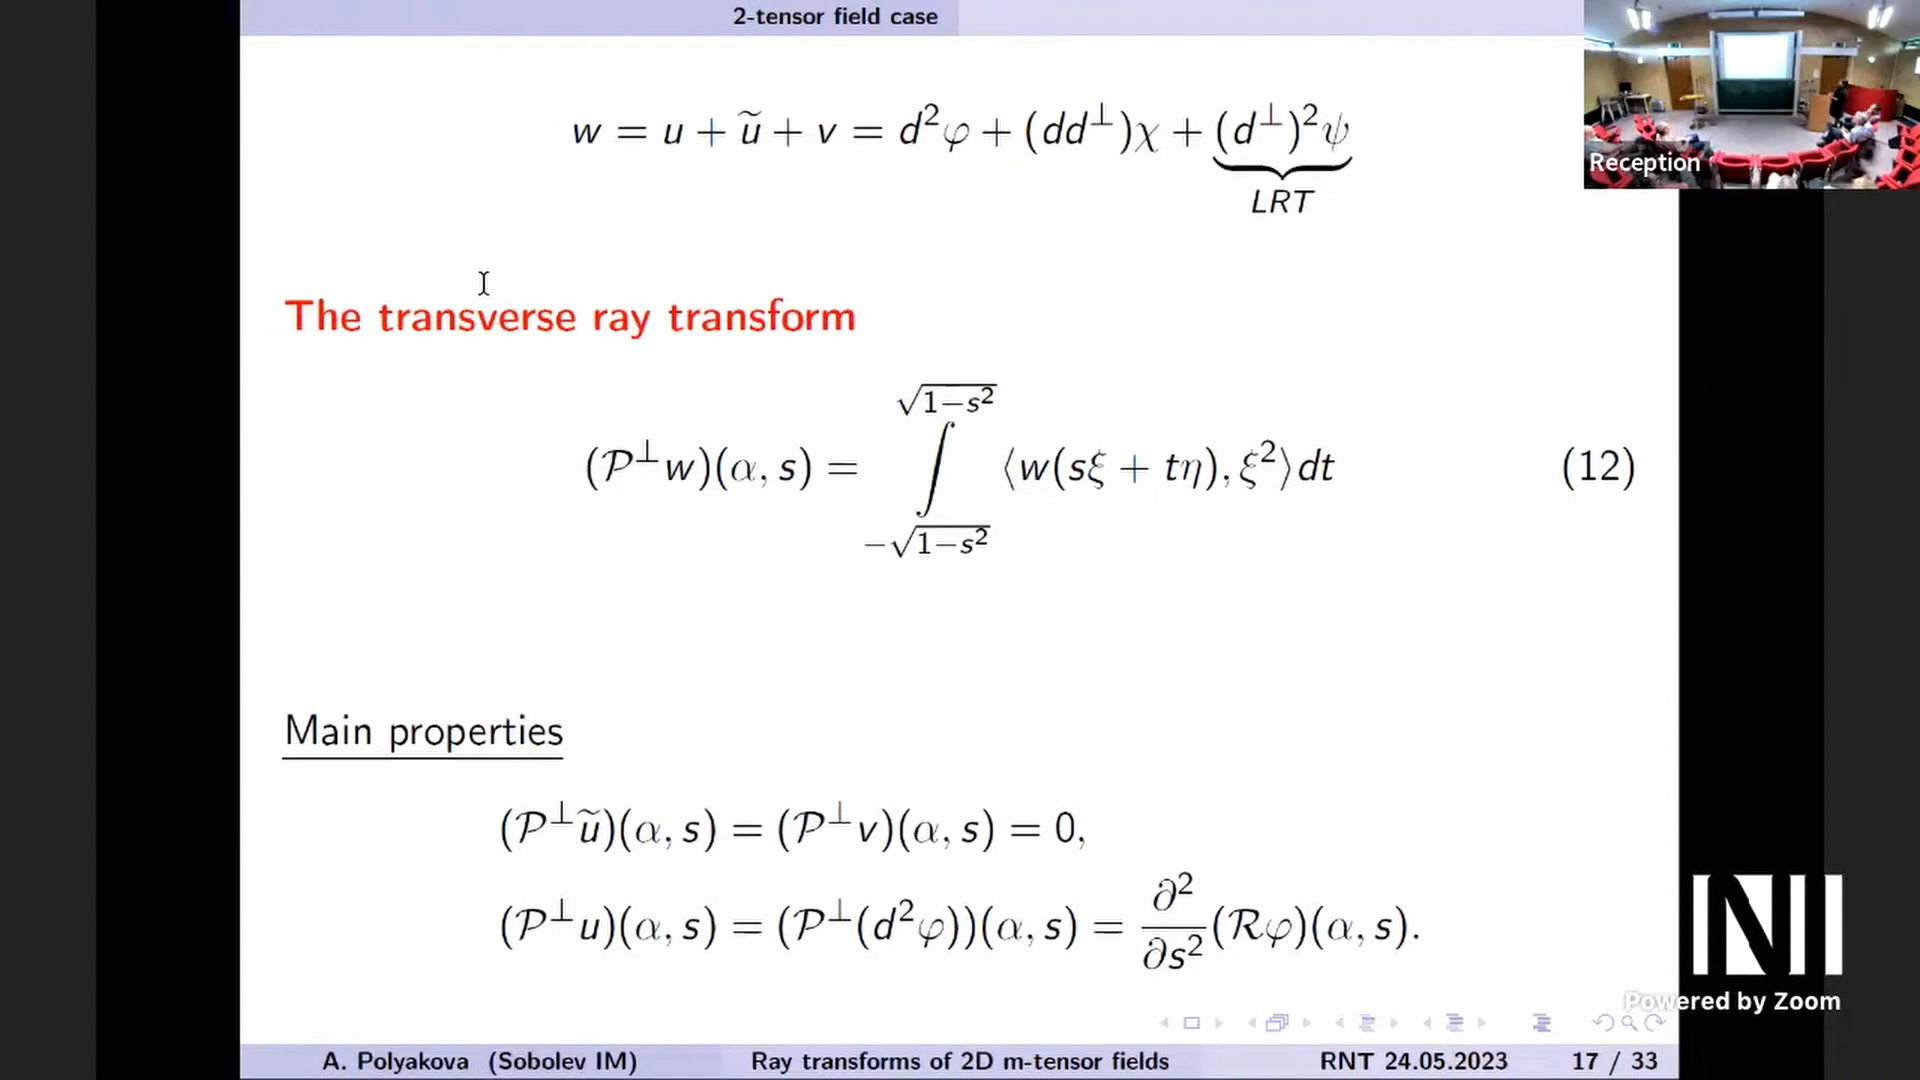 2-tensor field case
Reception
w = u + ũ + v = d²φ + (dd^⊥)χ + (d^⊥)²ψ
LRT
The transverse ray transform
(𝒫^⊥w)(α, s) = ∫_{-√(1-s²)}^{√(1-s²)} ⟨w(sξ + tη), ξ²⟩dt (12)
Main properties
(𝒫^⊥ũ)(α, s) = (𝒫^⊥v)(α, s) = 0,
(𝒫^⊥u)(α, s) = (𝒫^⊥(d²φ))(α, s) = ∂²/∂s² (ℛφ)(α, s).
NI
Powered by Zoom
A. Polyakova (Sobolev IM) Ray transforms of 2D m-tensor fields RNT 24.05.2023 17 / 33